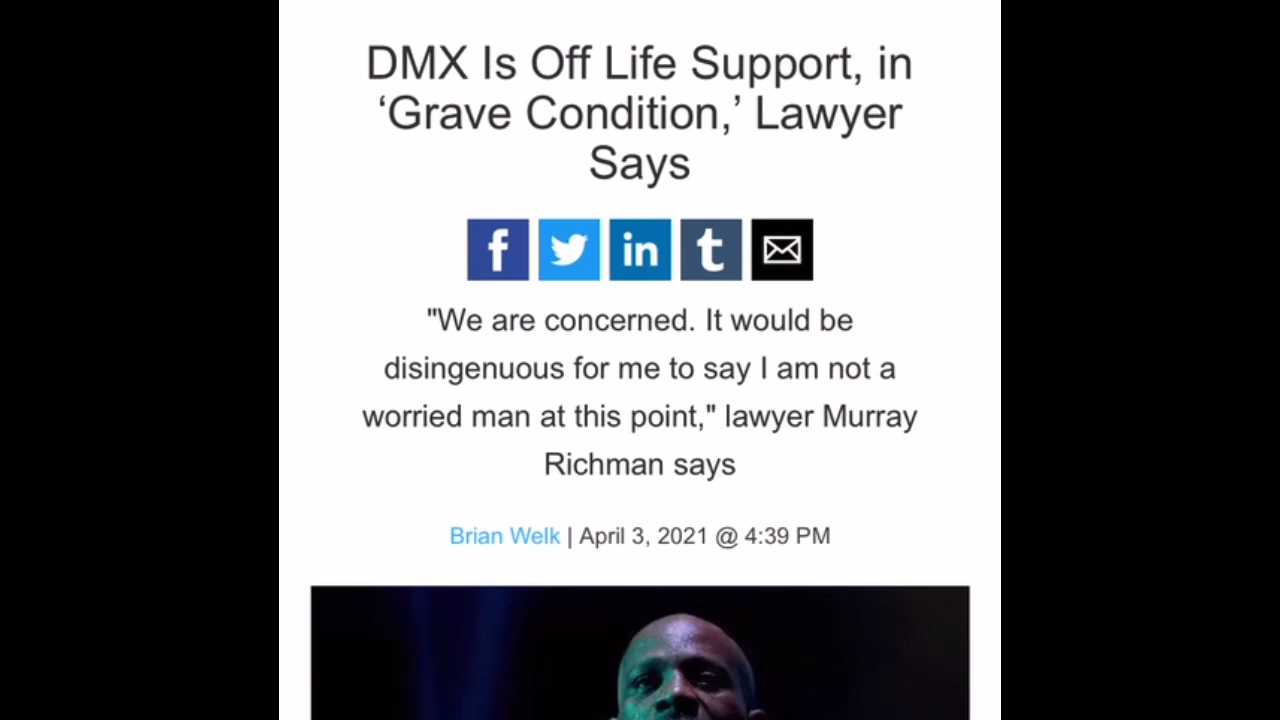 DMX Is Off Life Support, in
‘Grave Condition,’ Lawyer
Says
f in t
"We are concerned. It would be
disingenuous for me to say I am not a
worried man at this point," lawyer Murray
Richman says
Brian Welk | April 3, 2021 @ 4:39 PM